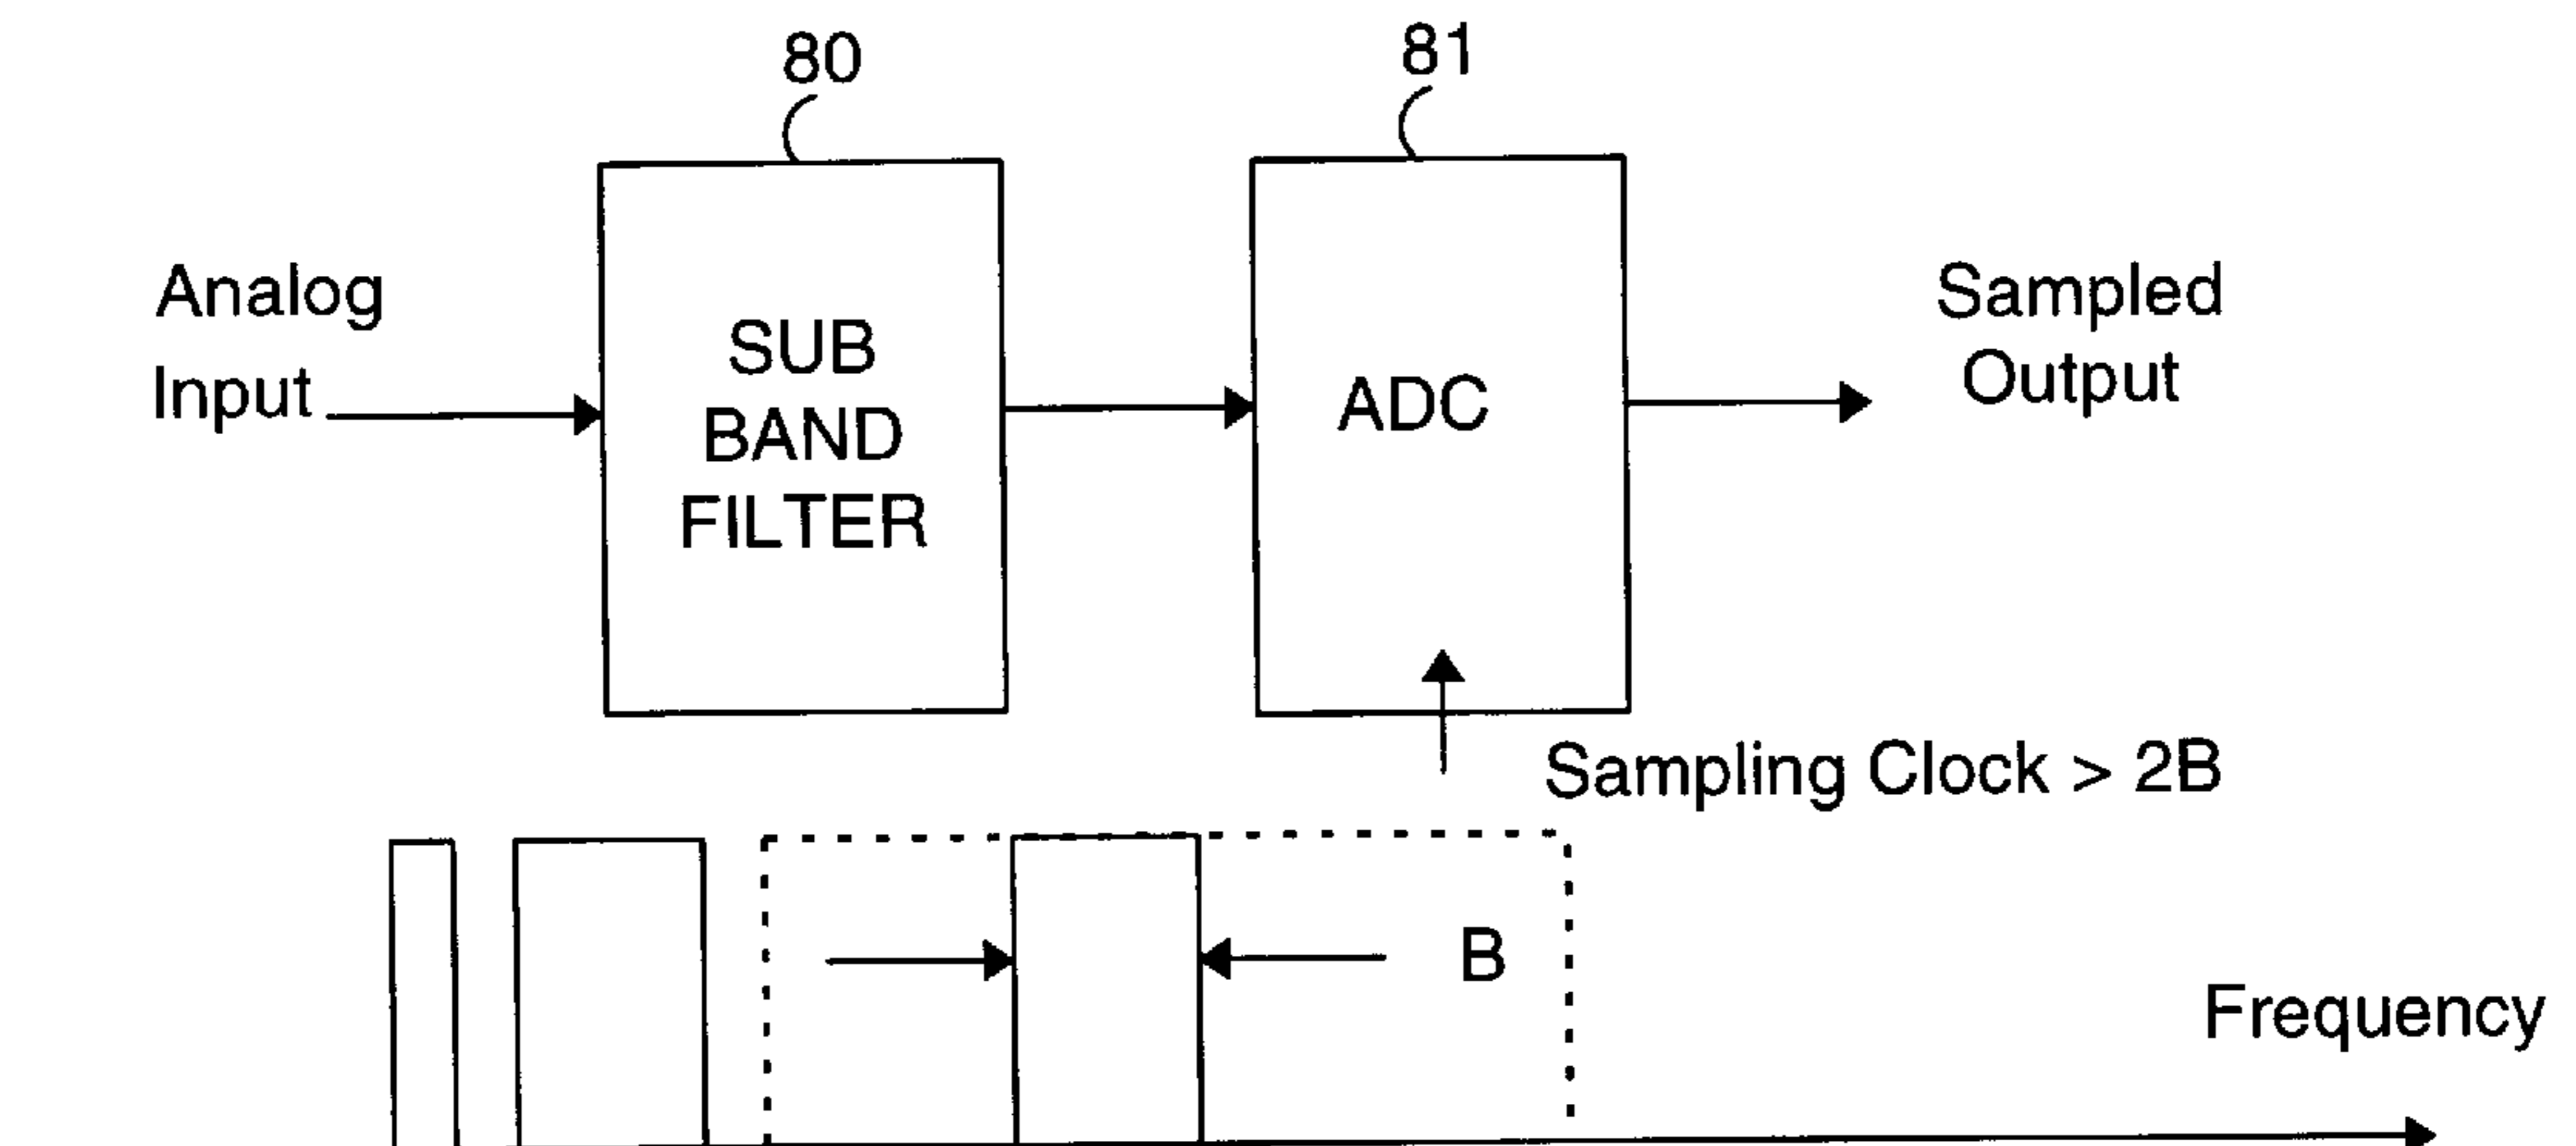 80
81
Analog
Input
SUB
BAND
FILTER
ADC
Sampled
Output
Sampling Clock > 2B
B
Frequency